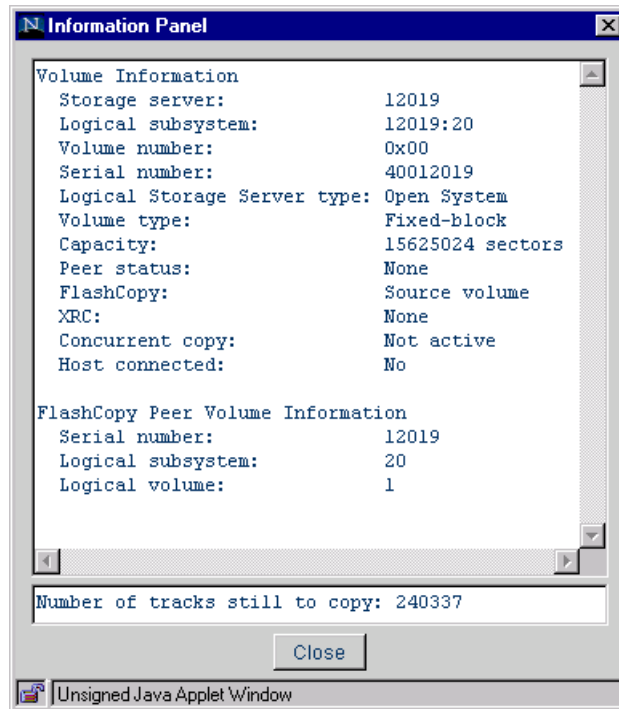 N Information Panel
Volume Information
Storage server: 12019
Logical subsystem: 12019:20
Volume number: 0x00
Serial number: 40012019
Logical Storage Server type: Open System
Volume type: Fixed-block
Capacity: 15625024 sectors
Peer status: None
FlashCopy: Source volume
XRC: None
Concurrent copy: Not active
Host connected: No
FlashCopy Peer Volume Information
Serial number: 12019
Logical subsystem: 20
Logical volume: 1
Number of tracks still to copy: 240337
Close
Unsigned Java Applet Window